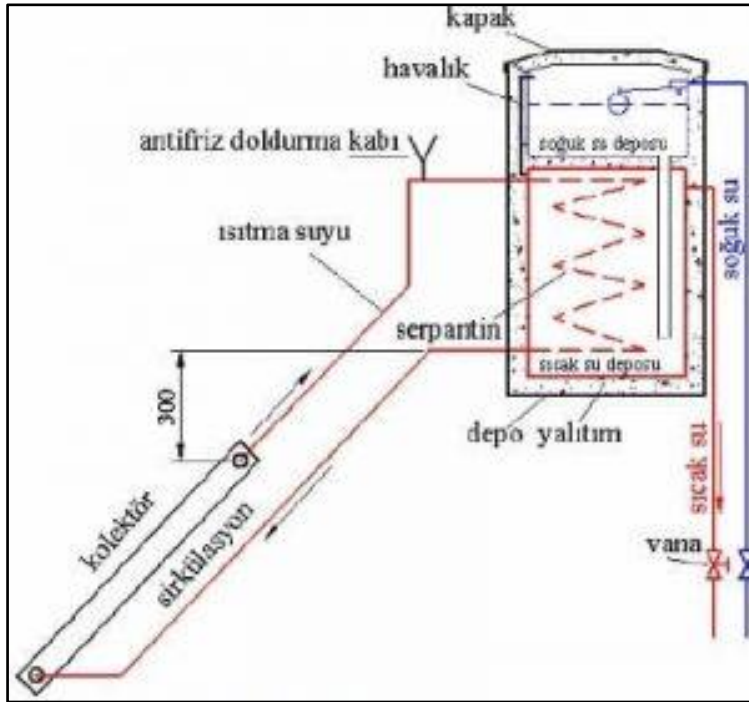 kapak
havalık
antifriz doldurma kabı
soğuk su deposu
ısıtma suyu
soğuk su
serpantin
sıcak su deposu
300
depo yalıtım
sıcak su
kolektör
sirkülasyon
vana